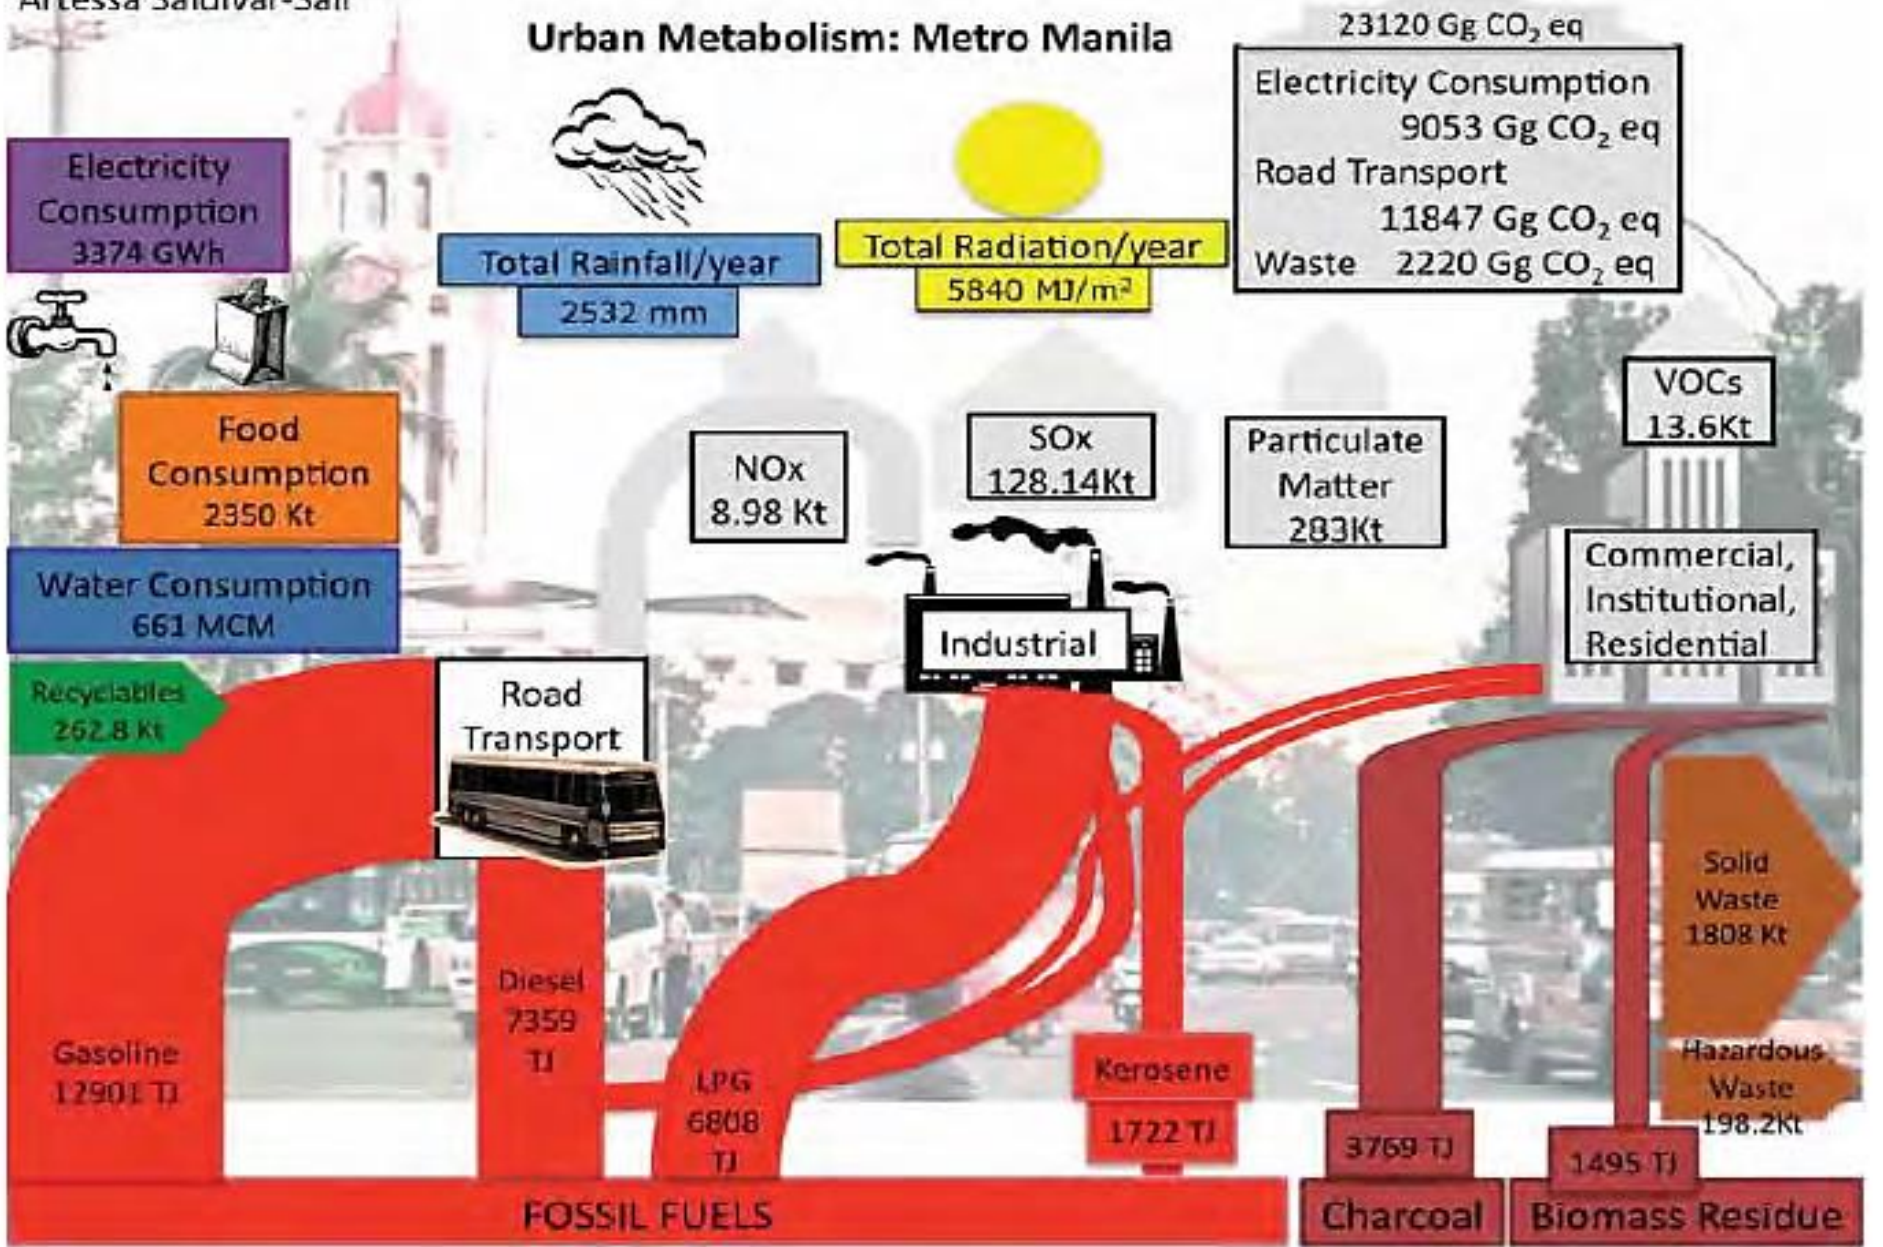 Artessa Saldivar-Sali
Urban Metabolism: Metro Manila
23120 Gg CO₂ eq
Electricity Consumption
9053 Gg CO₂ eq
Road Transport
11847 Gg CO₂ eq
Waste 2220 Gg CO₂ eq
Electricity
Consumption
3374 GWh
Total Rainfall/year
2532 mm
Total Radiation/year
5840 MJ/m²
Food
Consumption
2350 Kt
Water Consumption
661 MCM
NOx
8.98 Kt
SOx
128.14Kt
Particulate
Matter
283Kt
VOCs
13.6Kt
Commercial,
Institutional,
Residential
Industrial
Recyclables
262.8 Kt
Road
Transport
Solid
Waste
1808 Kt
Hazardous
Waste
198.2Kt
Gasoline
12901 TJ
Diesel
7359
TJ
LPG
6808
TJ
Kerosene
1722 TJ
3769 TJ
1495 TJ
FOSSIL FUELS
Charcoal
Biomass Residue